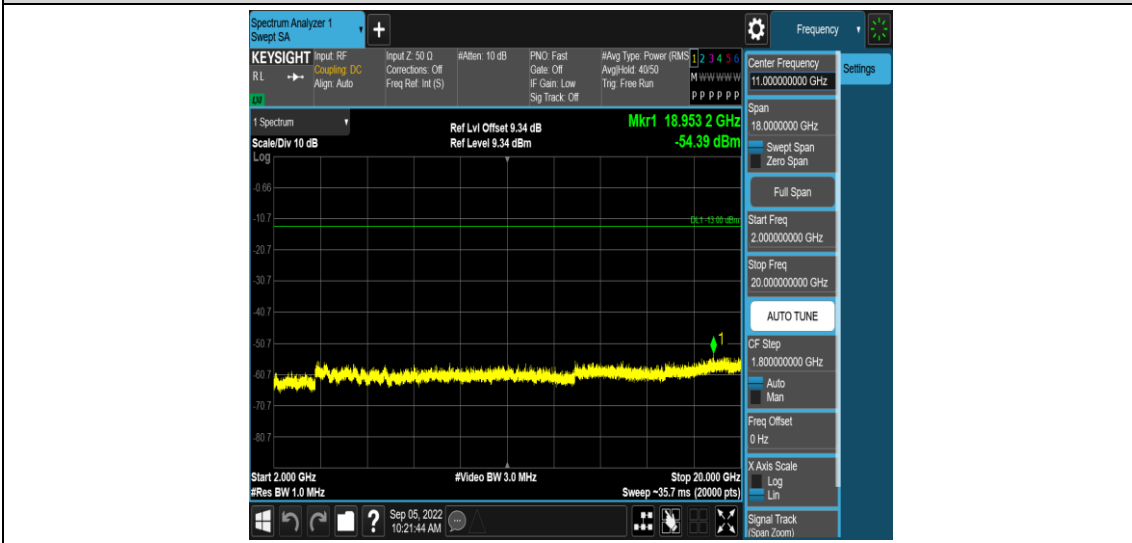 Spectrum Analyzer 1
Swept SA
+
Frequency
KEYSIGHT
R L
LXI
Input: RF
Coupling: DC
Align: Auto
Input Z: 50 Ω
Corrections: Off
Freq Ref: Int (S)
#Atten: 10 dB
PNO: Fast
Gate: Off
IF Gain: Low
Sig Track: Off
#Avg Type: Power (RMS
Avg|Hold: 40/50
Trig: Free Run
1 2 3 4 5 6
M W W W W W
P P P P P P
Center Frequency
11.000000000 GHz
Settings
1 Spectrum
Scale/Div 10 dB
Log
Ref Lvl Offset 9.34 dB
Ref Level 9.34 dBm
Mkr1 18.953 2 GHz
-54.39 dBm
Span
18.0000000 GHz
Swept Span
Zero Span
Full Span
Start Freq
2.000000000 GHz
Stop Freq
20.000000000 GHz
AUTO TUNE
CF Step
1.800000000 GHz
Auto
Man
Freq Offset
0 Hz
X Axis Scale
Log
Lin
Signal Track
(Span Zoom)
-0.66
-10.7
DL1 -13.00 dBm
-20.7
-30.7
-40.7
-50.7
1
-60.7
-70.7
-80.7
Start 2.000 GHz
#Video BW 3.0 MHz
Stop 20.000 GHz
#Res BW 1.0 MHz
Sweep ~35.7 ms (20000 pts)
?
Sep 05, 2022
10:21:44 AM